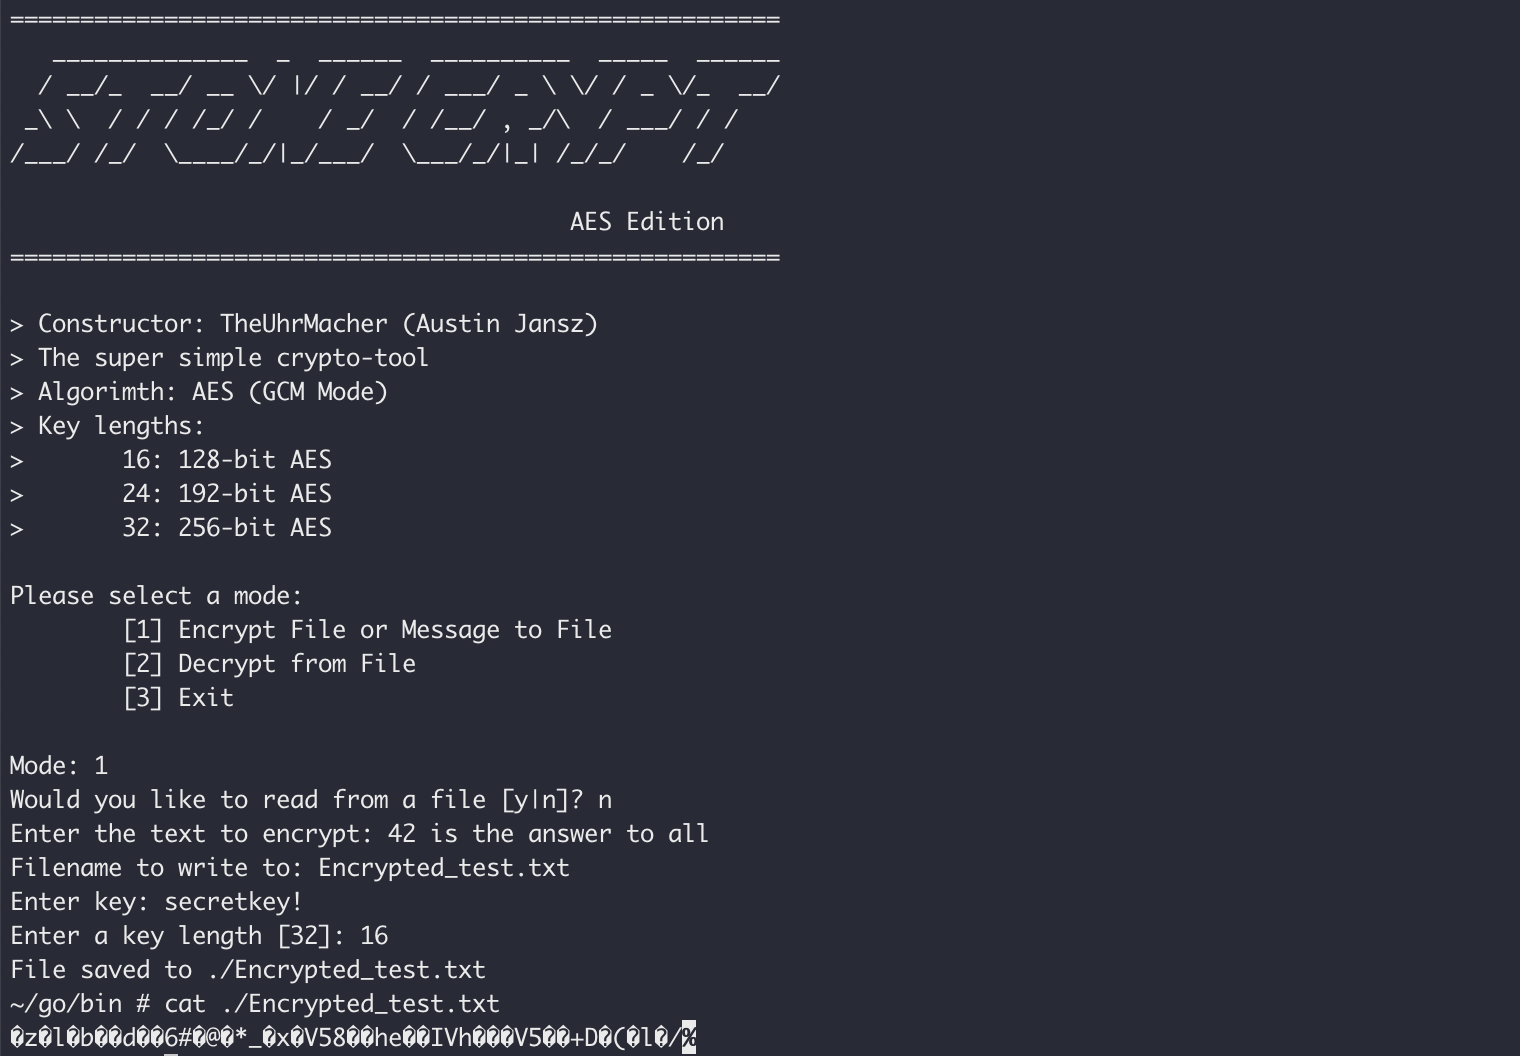 =======================================================
   ______________  _  ______  __________  _____  ______
  / __/_  __/ __ \/ |/ / __/ / ___/ _ \ \/ / _ \/_  __/
 _\ \  / / / /_/ /    / _/  / /__/ , _/\  / ___/ / /
/___/ /_/  \____/_/|_/___/  \___/_/|_| /_/_/    /_/
AES Edition
=======================================================
> Constructor: TheUhrMacher (Austin Jansz)
> The super simple crypto-tool
> Algorimth: AES (GCM Mode)
> Key lengths:
>       16: 128-bit AES
>       24: 192-bit AES
>       32: 256-bit AES
Please select a mode:
[1] Encrypt File or Message to File
[2] Decrypt from File
[3] Exit
Mode: 1
Would you like to read from a file [y|n]? n
Enter the text to encrypt: 42 is the answer to all
Filename to write to: Encrypted_test.txt
Enter key: secretkey!
Enter a key length [32]: 16
File saved to ./Encrypted_test.txt
~/go/bin # cat ./Encrypted_test.txt
�z�l�b��d��6#�@�*_�x�V58��he��IVh���V5��+D�(�l�/%